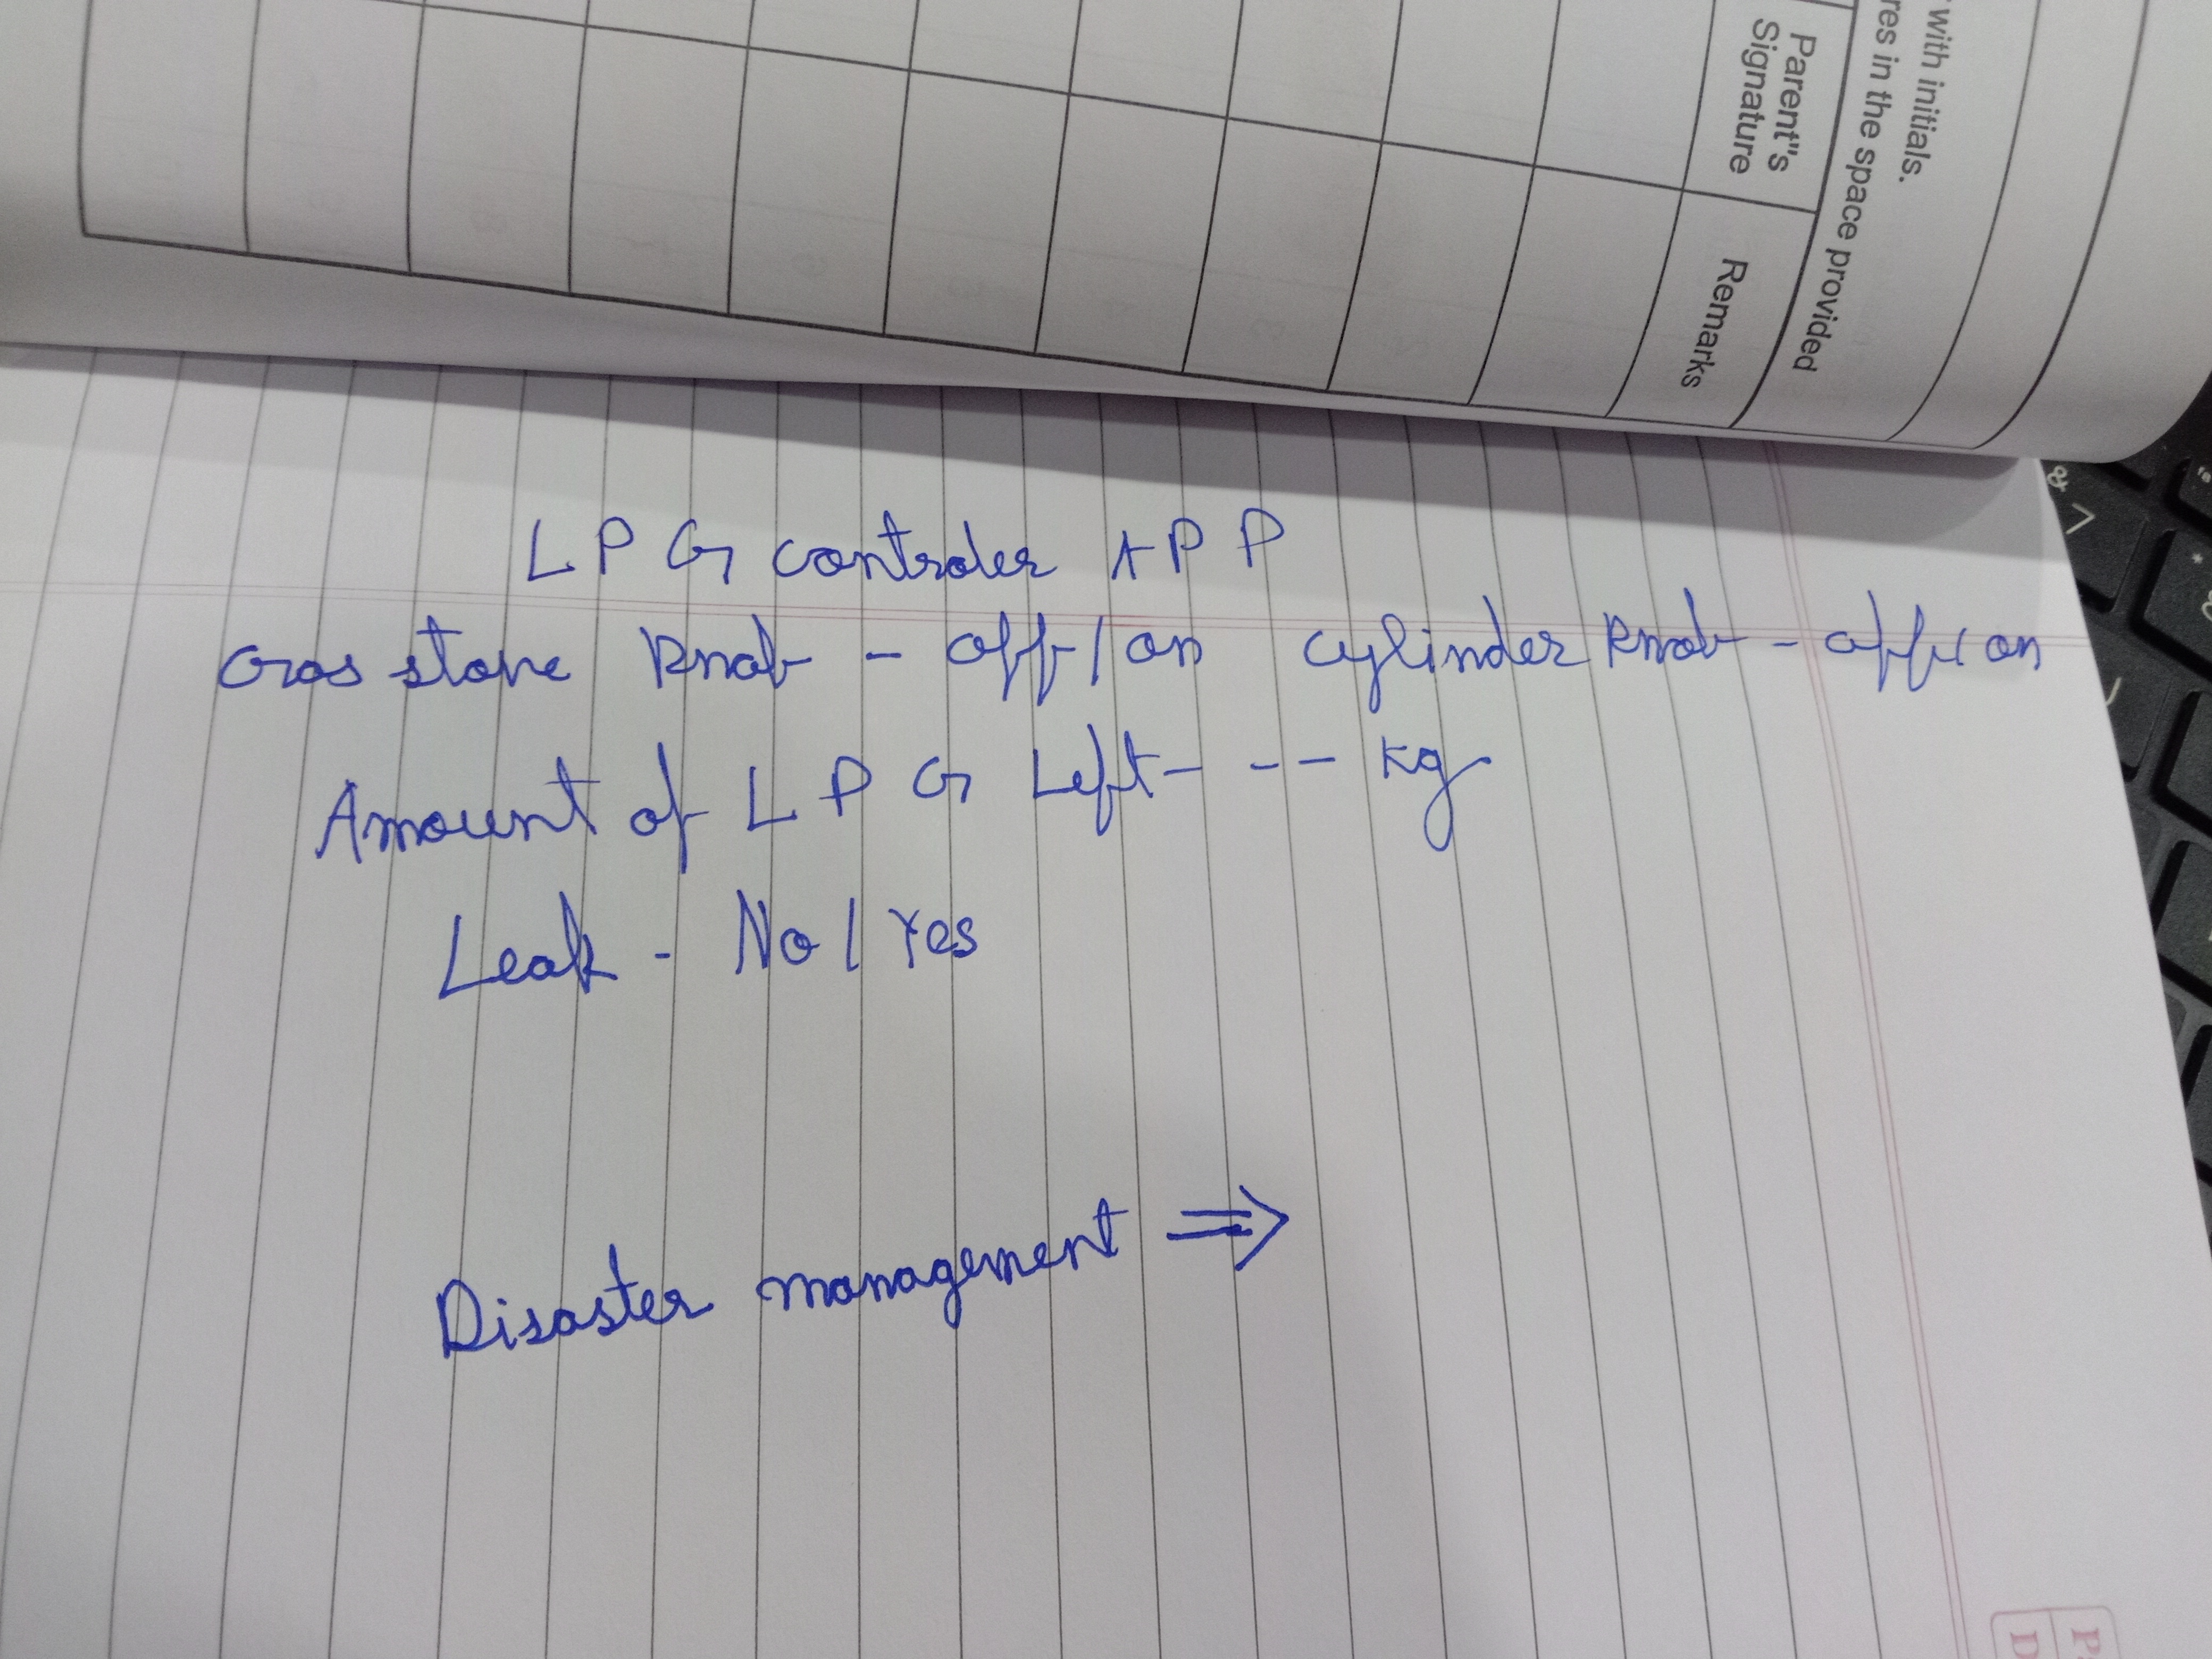 with initials.
res in the space provided
Parent"s Signature
Remarks
LPG controler APP
Gas stove knob - off/on cylinder knob - off/on
Amount of LPG Left - -- kg
Leak - No/Yes
Disaster management ⇒